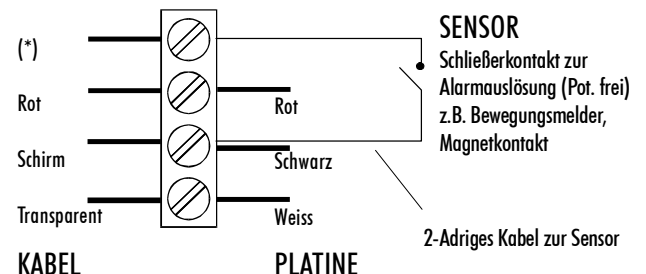 (*)
Rot
Schirm
Transparent
KABEL
Rot
Schwarz
Weiss
PLATINE
SENSOR
Schließerkontakt zur
Alarmauslösung (Pot. frei)
z.B. Bewegungsmelder,
Magnetkontakt
2-Adriges Kabel zur Sensor